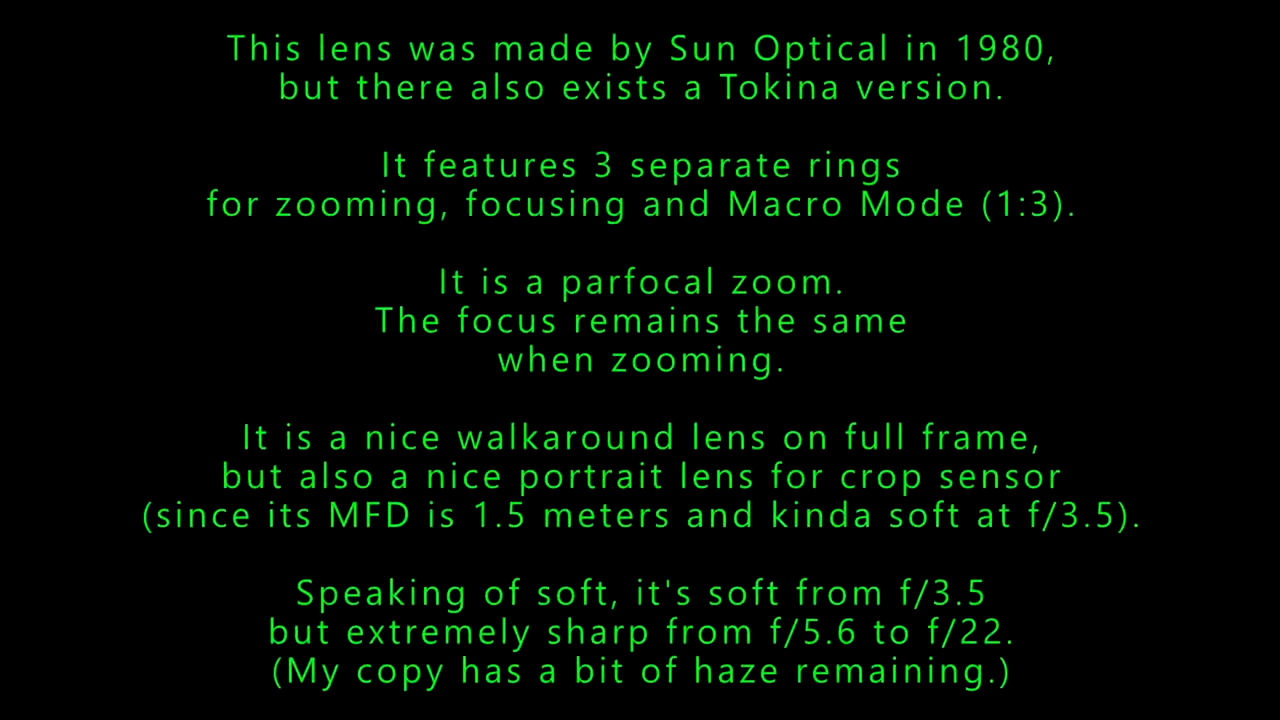 This lens was made by Sun Optical in 1980,
but there also exists a Tokina version.
It features 3 separate rings
for zooming, focusing and Macro Mode (1:3).
It is a parfocal zoom.
The focus remains the same
when zooming.
It is a nice walkaround lens on full frame,
but also a nice portrait lens for crop sensor
(since its MFD is 1.5 meters and kinda soft at f/3.5).
Speaking of soft, it's soft from f/3.5
but extremely sharp from f/5.6 to f/22.
(My copy has a bit of haze remaining.)